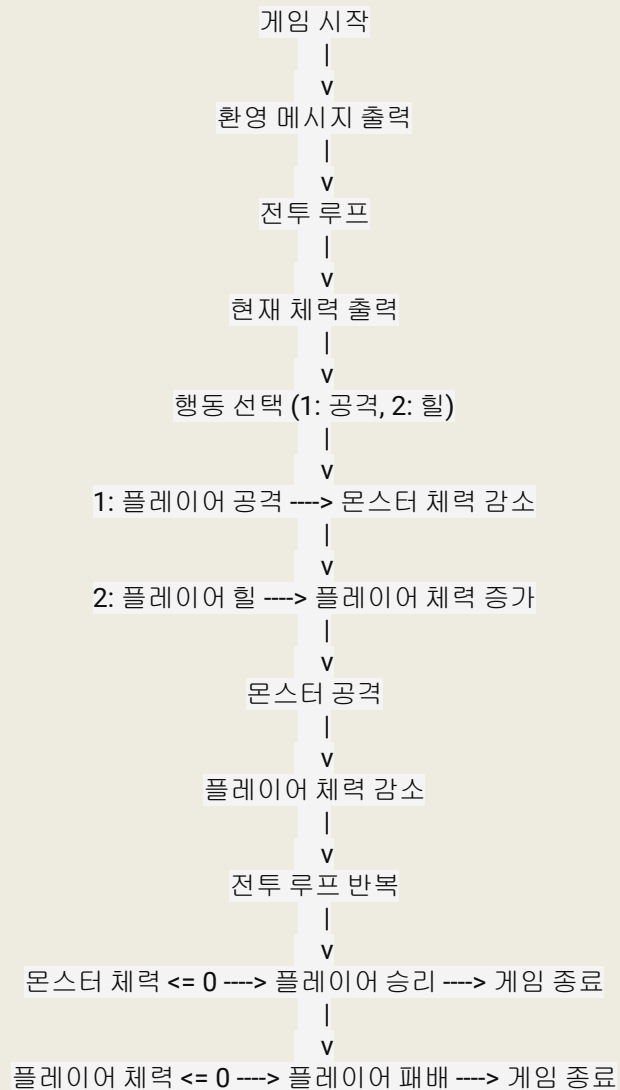 게임 시작
|
v
환영 메시지 출력
|
v
전투 루프
|
v
현재 체력 출력
|
v
행동 선택 (1: 공격, 2: 힐)
|
v
1: 플레이어 공격 ----> 몬스터 체력 감소
|
v
2: 플레이어 힐 ----> 플레이어 체력 증가
|
v
몬스터 공격
|
v
플레이어 체력 감소
|
v
전투 루프 반복
|
v
몬스터 체력 <= 0 ----> 플레이어 승리 ----> 게임 종료
|
v
플레이어 체력 <= 0 ----> 플레이어 패배 ----> 게임 종료